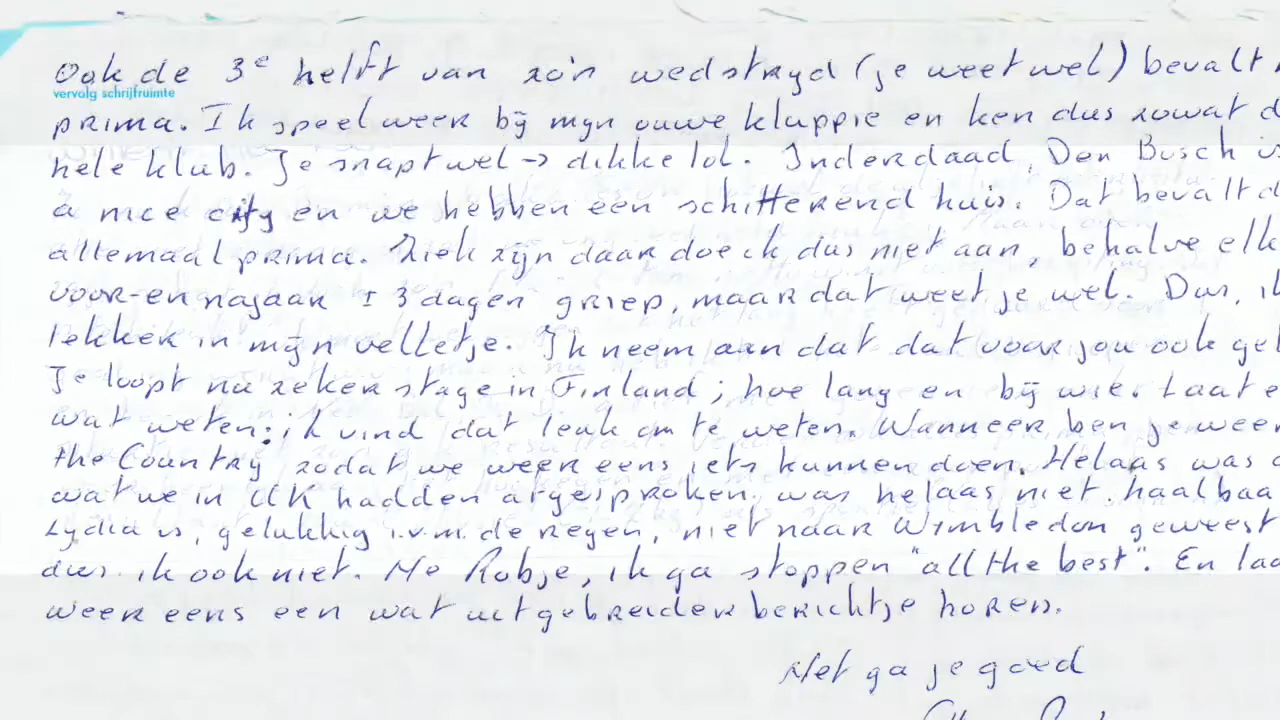 Ook de 3e helft van zo'n wedstryd (je weet wel) bevalt
vervolg schrijfruimte
prima. Ik speel weer bij mijn ouwe kluppie en ken dus zowat d
hele klub. Je snapt wel → dikke lol. Inderdaad, Den Bosch is
a nice city en we hebben een schitterend huis. Dat bevalt d
allemaal prima. Ziek zijn daar doe ik dus niet aan, behalve elk
voor- en najaar ± 3 dagen griep, maar dat weet je wel. Dus, ik
lekker in mijn velletje. Ik neem aan dat dat voor jou ook gel
Je loopt nu zeker stage in Finland; hoe lang en bij wie. Laat e
wat weten; ik vind dat leuk om te weten. Wanneer ben je weer
the Country zodat we weer eens iets kunnen doen. Helaas was d
wat we in UK hadden afgesproken, was helaas niet haalbaa
Lydia is, gelukkig i.v.m. de regen, niet naar Wimbledon geweest
dus ik ook niet. Robje, ik ga stoppen "all the best". En laa
weer eens een wat uitgebreider berichtje horen.
Het ga je goed